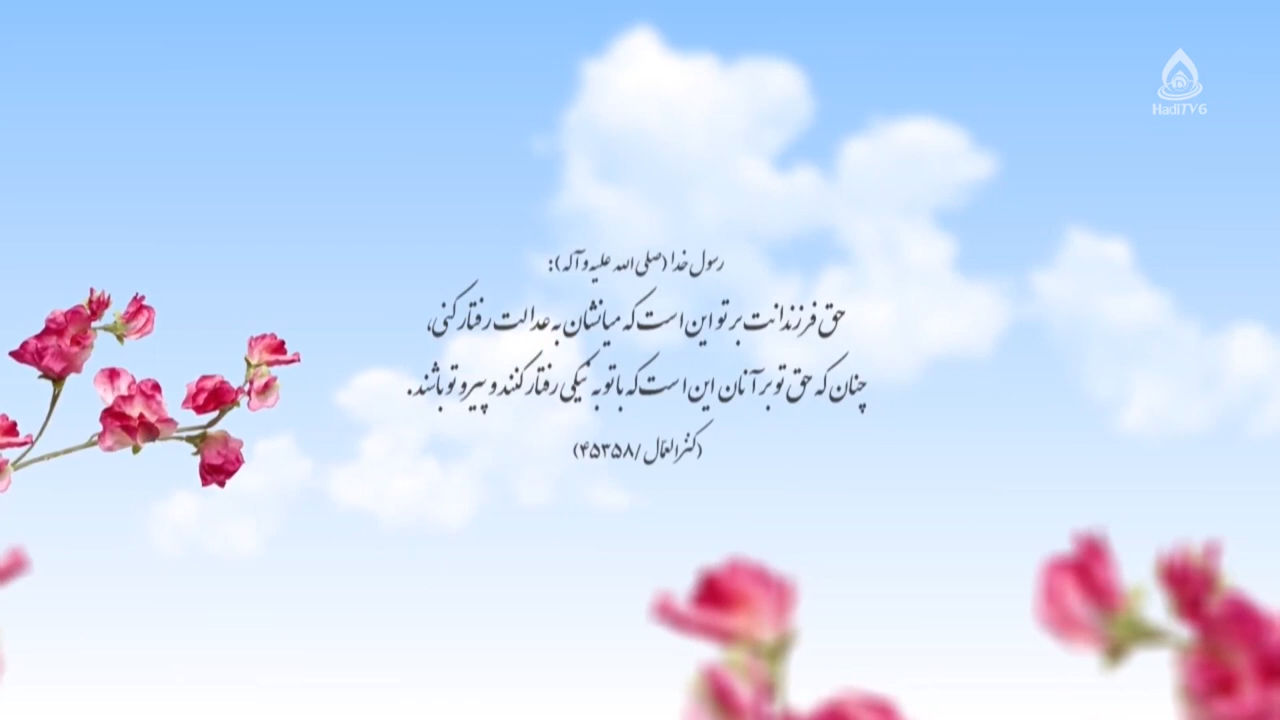 HadiTV6
رسول خدا (صلی الله علیه و آله):
حق فرزندانت بر تو این است که میانشان به عدالت رفتار کنی،
چنان که حق تو بر آنان این است که با تو به نیکی رفتار کنند و پیرو تو باشند.
(کنزالعمّال /۴۵۳۵۸)